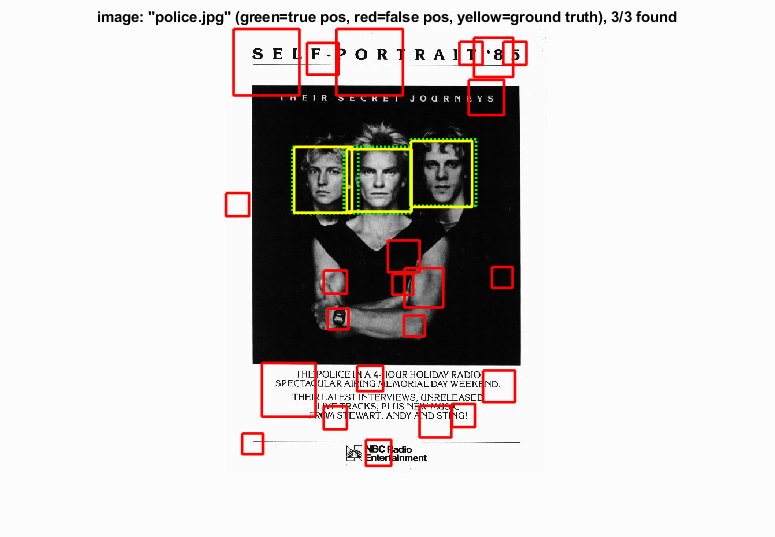 image: "police.jpg" (green=true pos, red=false pos, yellow=ground truth), 3/3 found
SELF-PORTRAIT '85
THEIR SECRET JOURNEYS
THE POLICE IN A 4-HOUR HOLIDAY RADIO
SPECTACULAR AIRING MEMORIAL DAY WEEKEND.
THEIR LATEST INTERVIEWS, UNRELEASED
LIVE TRACKS, PLUS NEW MUSIC
FROM STEWART, ANDY AND STING!
NBC Radio
Entertainment